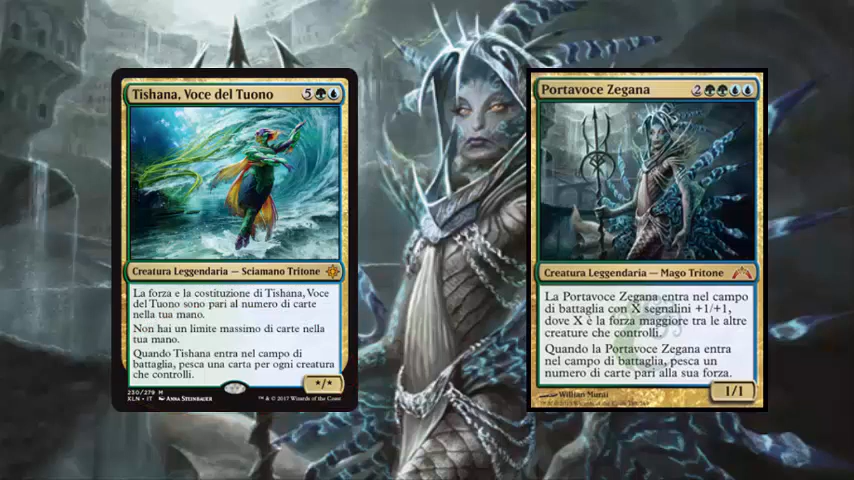 Tishana, Voce del Tuono 5
Creatura Leggendaria — Sciamano Tritone
La forza e la costituzione di Tishana, Voce
del Tuono sono pari al numero di carte
nella tua mano.
Non hai un limite massimo di carte nella
tua mano.
Quando Tishana entra nel campo di
battaglia, pesca una carta per ogni creatura
che controlli.
*/*
230/279 M
XLN • IT Anna Steinbauer
™ & © 2017 Wizards of the Coast
Portavoce Zegana 2
Creatura Leggendaria — Mago Tritone
La Portavoce Zegana entra nel campo
di battaglia con X segnalini +1/+1,
dove X è la forza maggiore tra le altre
creature che controlli.
Quando la Portavoce Zegana entra
nel campo di battaglia, pesca un
numero di carte pari alla sua forza.
1/1
Willian Murai